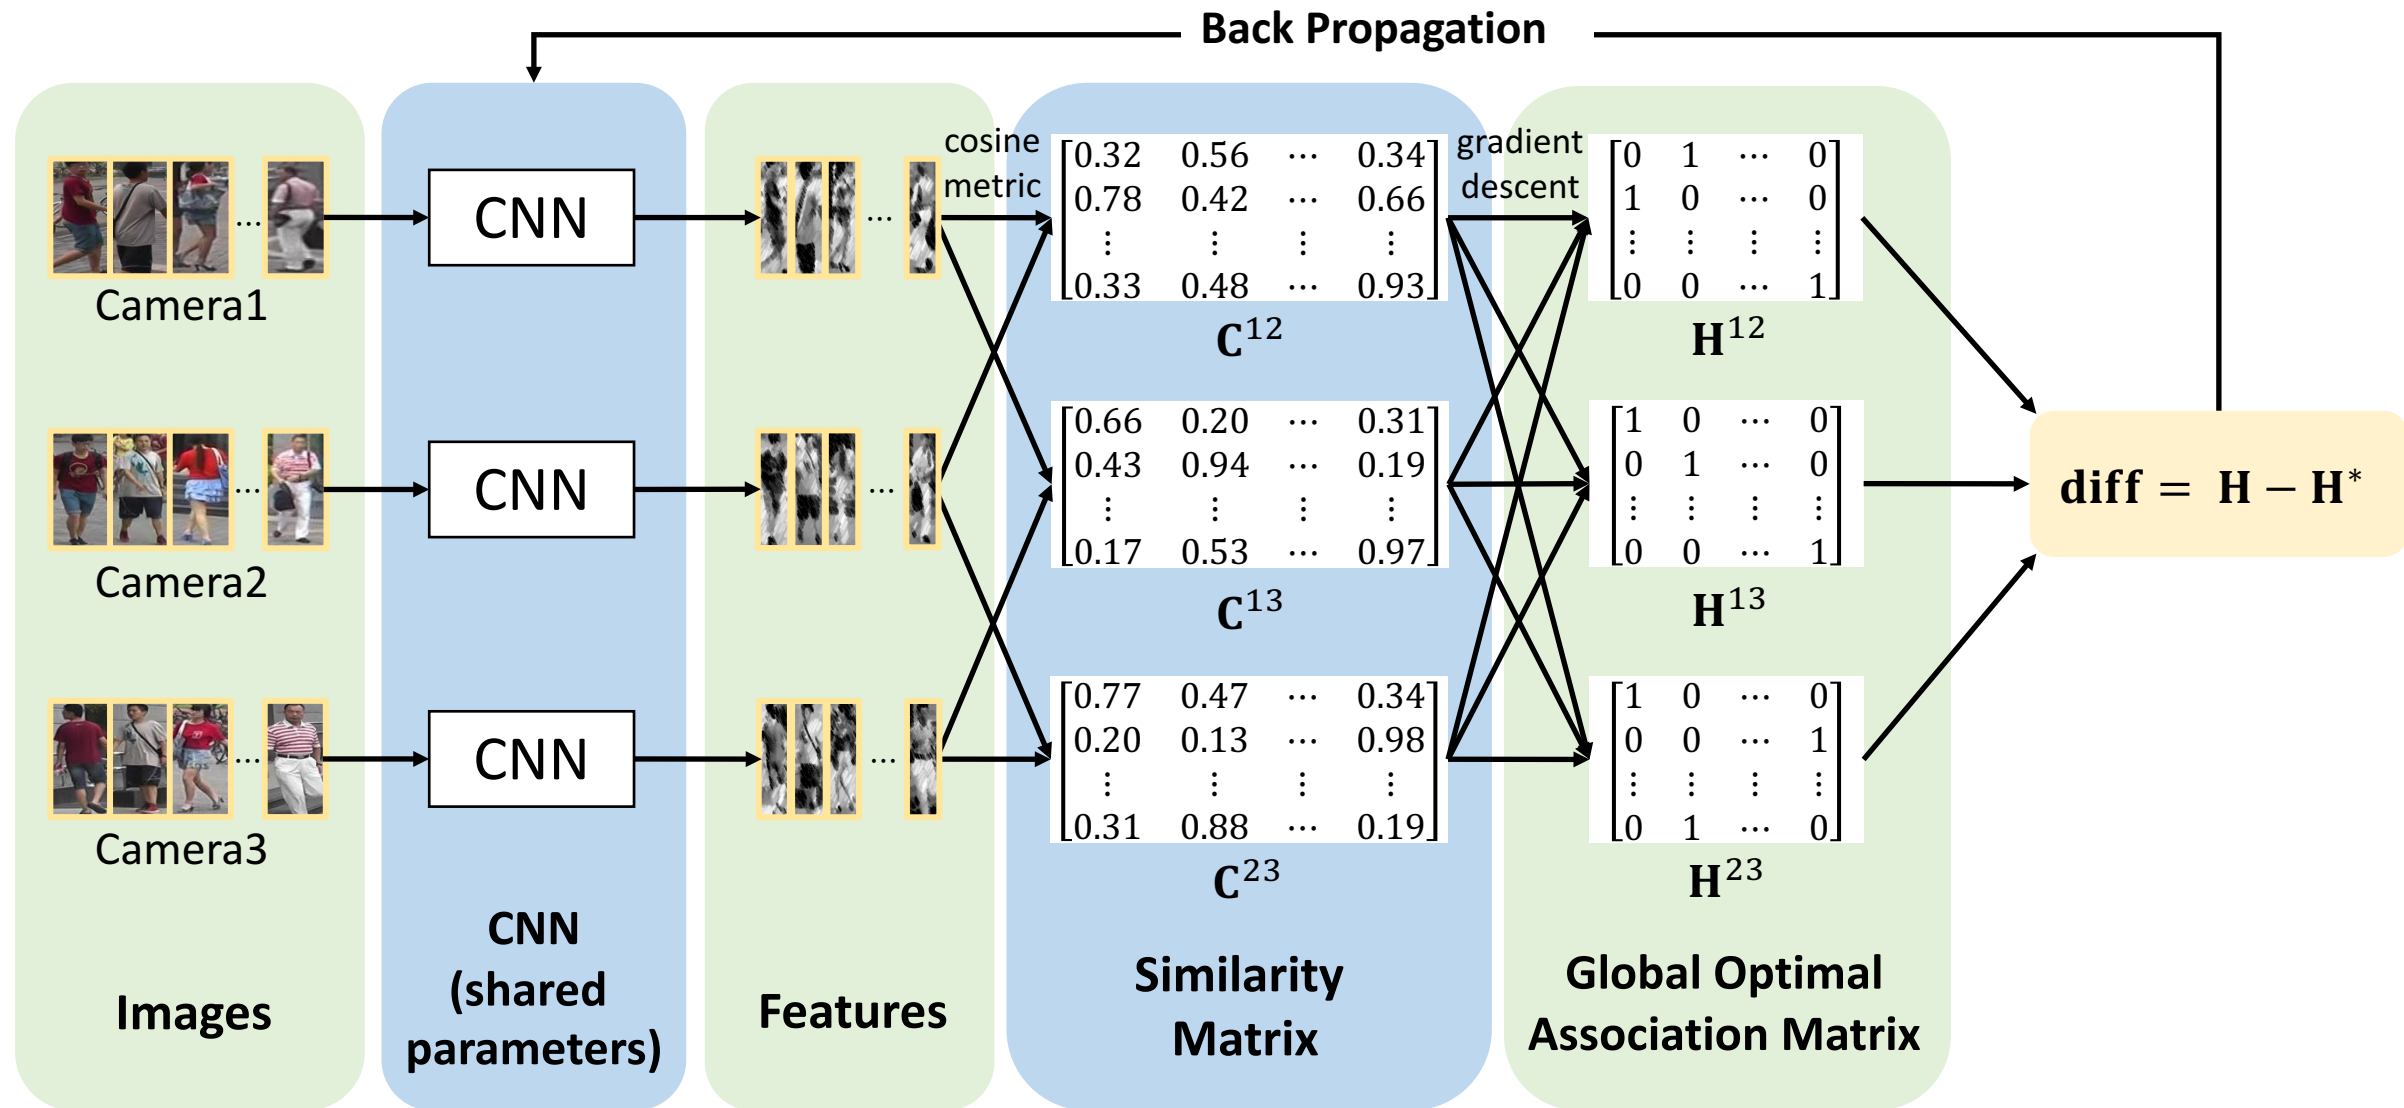 Back Propagation
cosine
metric
gradient
descent
CNN
...
...
Camera1
0.32 0.56 ⋯ 0.34
0.78 0.42 ⋯ 0.66
⋮ ⋮ ⋮ ⋮
0.33 0.48 ⋯ 0.93
C¹²
0 1 ⋯ 0
1 0 ⋯ 0
⋮ ⋮ ⋮ ⋮
0 0 ⋯ 1
H¹²
CNN
...
...
Camera2
0.66 0.20 ⋯ 0.31
0.43 0.94 ⋯ 0.19
⋮ ⋮ ⋮ ⋮
0.17 0.53 ⋯ 0.97
C¹³
1 0 ⋯ 0
0 1 ⋯ 0
⋮ ⋮ ⋮ ⋮
0 0 ⋯ 1
H¹³
diff = H − H*
CNN
...
...
Camera3
0.77 0.47 ⋯ 0.34
0.20 0.13 ⋯ 0.98
⋮ ⋮ ⋮ ⋮
0.31 0.88 ⋯ 0.19
C²³
1 0 ⋯ 0
0 0 ⋯ 1
⋮ ⋮ ⋮ ⋮
0 1 ⋯ 0
H²³
Images
CNN
(shared
parameters)
Features
Similarity
Matrix
Global Optimal
Association Matrix